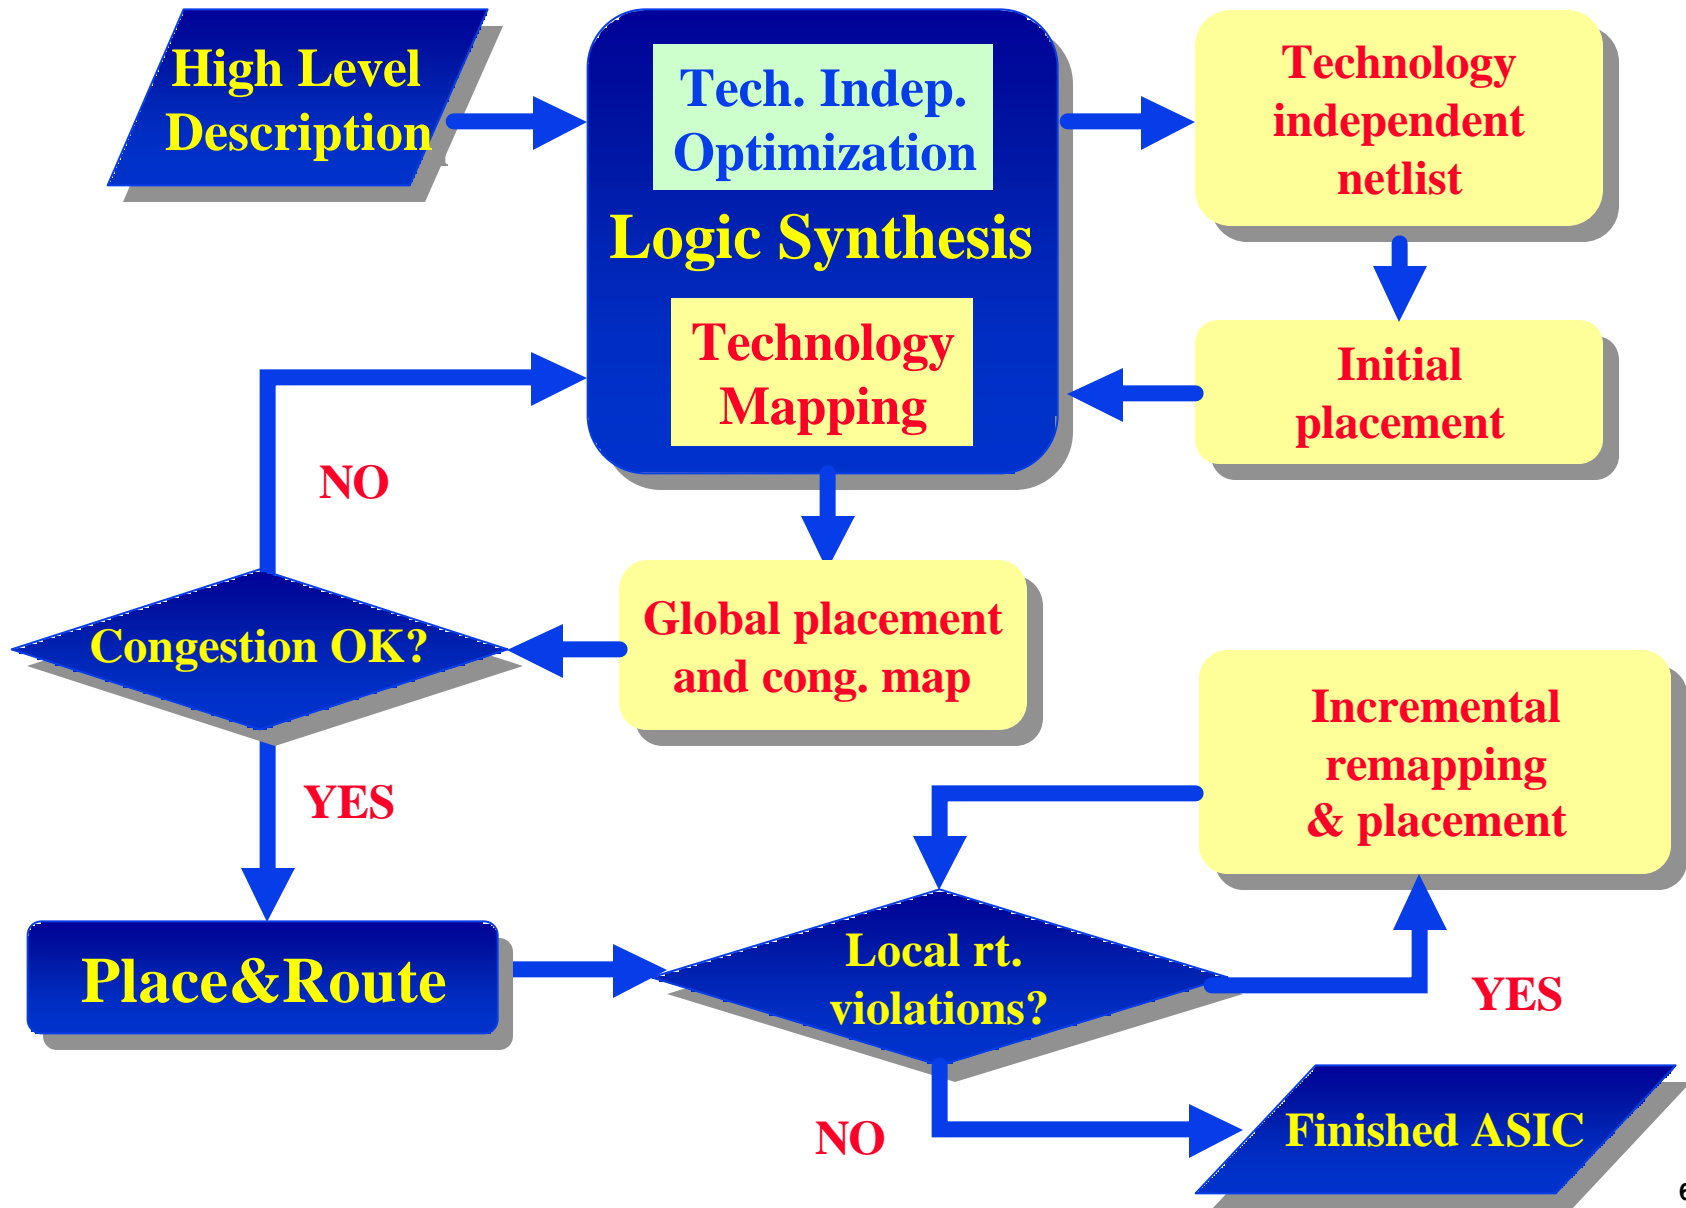 High Level
Description
Tech. Indep.
Optimization
Logic Synthesis
Technology
Mapping
Technology
independent
netlist
Initial
placement
NO
Congestion OK?
Global placement
and cong. map
YES
Incremental
remapping
& placement
Place&Route
Local rt.
violations?
YES
NO
Finished ASIC
6